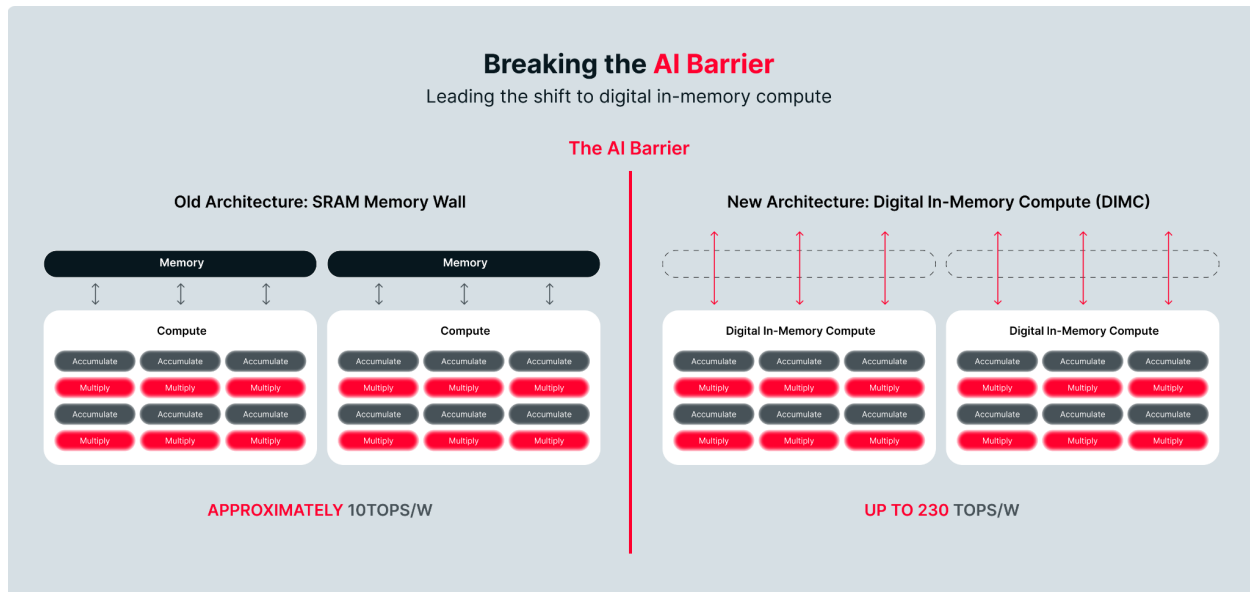 Breaking the AI Barrier
Leading the shift to digital in-memory compute
The AI Barrier
Old Architecture: SRAM Memory Wall
Memory
Memory
Compute
Accumulate Accumulate Accumulate
Multiply Multiply Multiply
Accumulate Accumulate Accumulate
Multiply Multiply Multiply
Compute
Accumulate Accumulate Accumulate
Multiply Multiply Multiply
Accumulate Accumulate Accumulate
Multiply Multiply Multiply
APPROXIMATELY 10TOPS/W
New Architecture: Digital In-Memory Compute (DIMC)
Digital In-Memory Compute
Accumulate Accumulate Accumulate
Multiply Multiply Multiply
Accumulate Accumulate Accumulate
Multiply Multiply Multiply
Digital In-Memory Compute
Accumulate Accumulate Accumulate
Multiply Multiply Multiply
Accumulate Accumulate Accumulate
Multiply Multiply Multiply
UP TO 230 TOPS/W